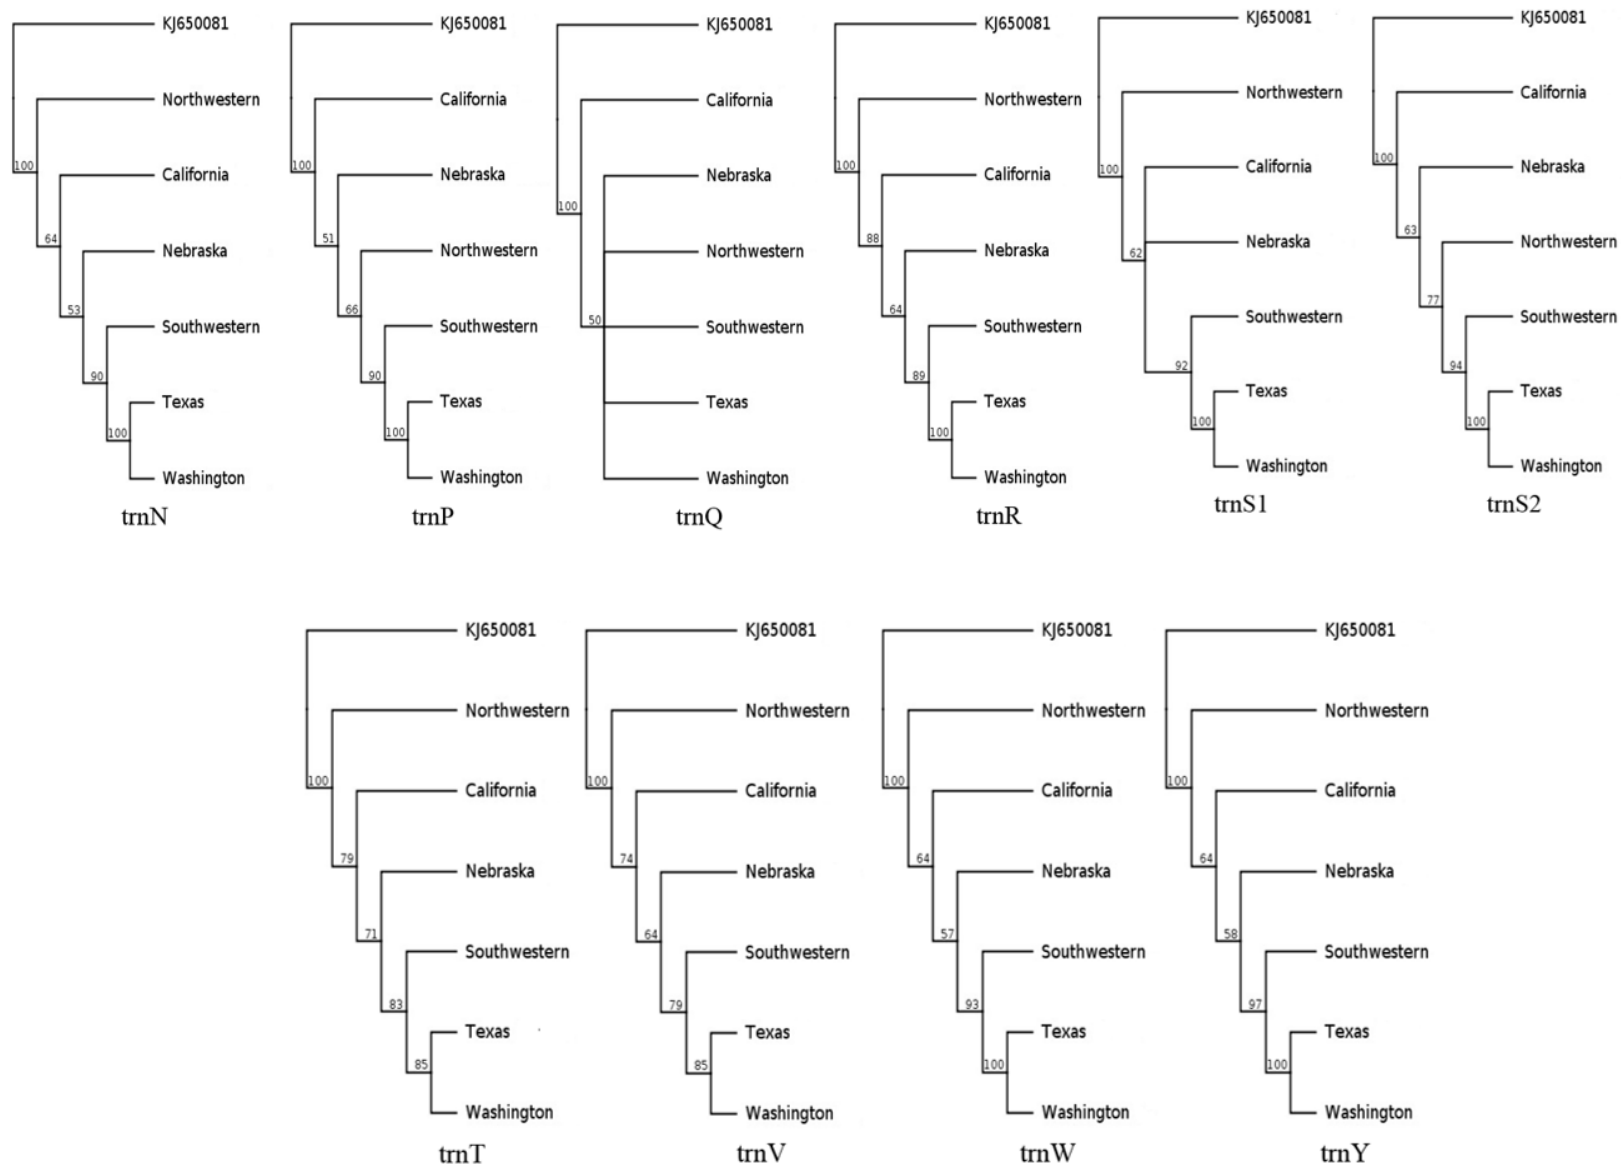 KJ650081
Northwestern
100
California
64
Nebraska
53
Southwestern
90
Texas
100
Washington
trnN
KJ650081
California
100
Nebraska
51
Northwestern
66
Southwestern
90
Texas
100
Washington
trnP
KJ650081
California
Nebraska
100
Northwestern
50
Southwestern
Texas
Washington
trnQ
KJ650081
Northwestern
100
California
88
Nebraska
64
Southwestern
89
Texas
100
Washington
trnR
KJ650081
Northwestern
100
California
Nebraska
62
Southwestern
92
Texas
100
Washington
trnS1
KJ650081
California
100
Nebraska
63
Northwestern
77
Southwestern
94
Texas
100
Washington
trnS2
KJ650081
Northwestern
100
California
79
Nebraska
71
Southwestern
83
Texas
85
Washington
trnT
KJ650081
Northwestern
100
California
74
Nebraska
64
Southwestern
79
Texas
85
Washington
trnV
KJ650081
Northwestern
100
California
64
Nebraska
57
Southwestern
93
Texas
100
Washington
trnW
KJ650081
Northwestern
100
California
64
Nebraska
58
Southwestern
97
Texas
100
Washington
trnY